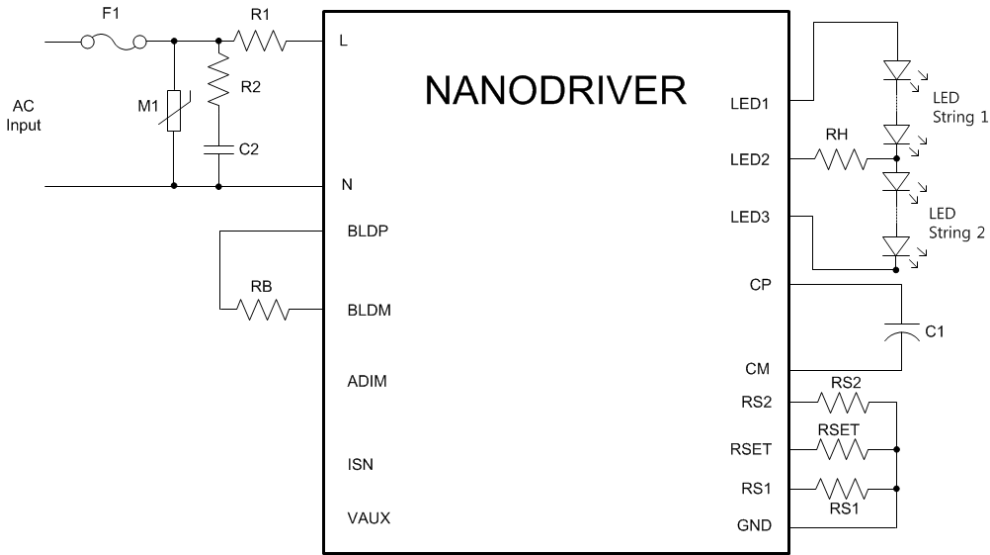 F1
R1
L
R2
M1
AC
Input
C2
N
BLDP
RB
BLDM
ADIM
ISN
VAUX
NANODRIVER
LED1
LED
String 1
RH
LED2
LED3
LED
String 2
CP
C1
CM
RS2
RS2
RSET
RSET
RS1
RS1
GND